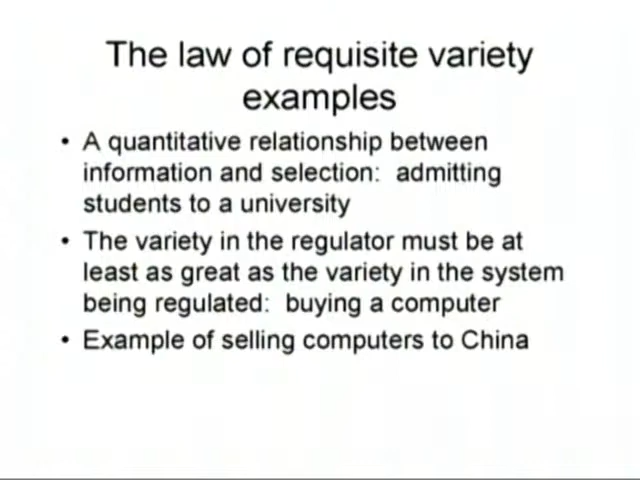 The law of requisite variety
examples
• A quantitative relationship between
information and selection: admitting
students to a university
• The variety in the regulator must be at
least as great as the variety in the system
being regulated: buying a computer
• Example of selling computers to China